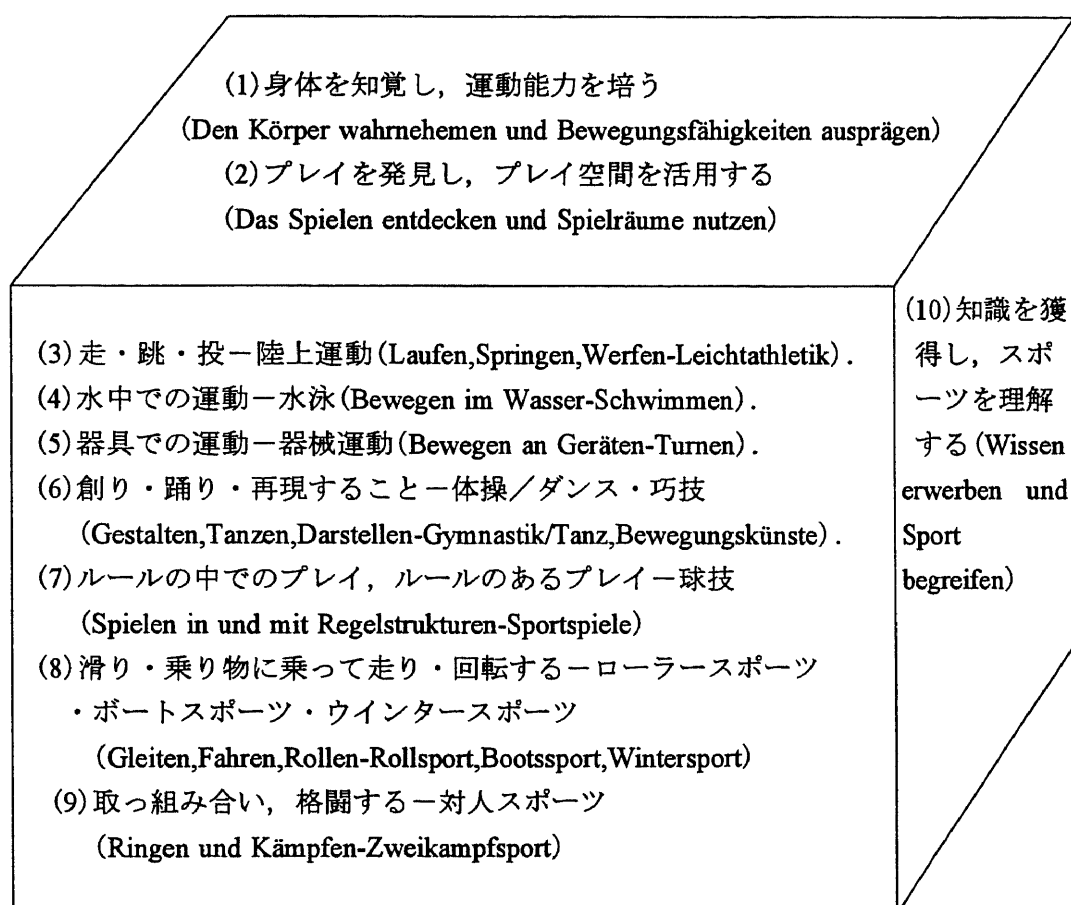 (1)身体を知覚し，運動能力を培う
(Den Körper wahrnehemen und Bewegungsfähigkeiten ausprägen)
(2)プレイを発見し，プレイ空間を活用する
(Das Spielen entdecken und Spielräume nutzen)
(3)走・跳・投－陸上運動(Laufen,Springen,Werfen-Leichtathletik).
(4)水中での運動－水泳(Bewegen im Wasser-Schwimmen).
(5)器具での運動－器械運動(Bewegen an Geräten-Turnen).
(6)創り・踊り・再現すること－体操／ダンス・巧技
(Gestalten,Tanzen,Darstellen-Gymnastik/Tanz,Bewegungskünste).
(7)ルールの中でのプレイ，ルールのあるプレイ－球技
(Spielen in und mit Regelstrukturen-Sportspiele)
(8)滑り・乗り物に乗って走り・回転する－ローラースポーツ
・ボートスポーツ・ウインタースポーツ
(Gleiten,Fahren,Rollen-Rollsport,Bootssport,Wintersport)
(9)取っ組み合い，格闘する－対人スポーツ
(Ringen und Kämpfen-Zweikampfsport)
(10)知識を獲
得し，スポ
ーツを理解
する(Wissen
erwerben und
Sport
begreifen)